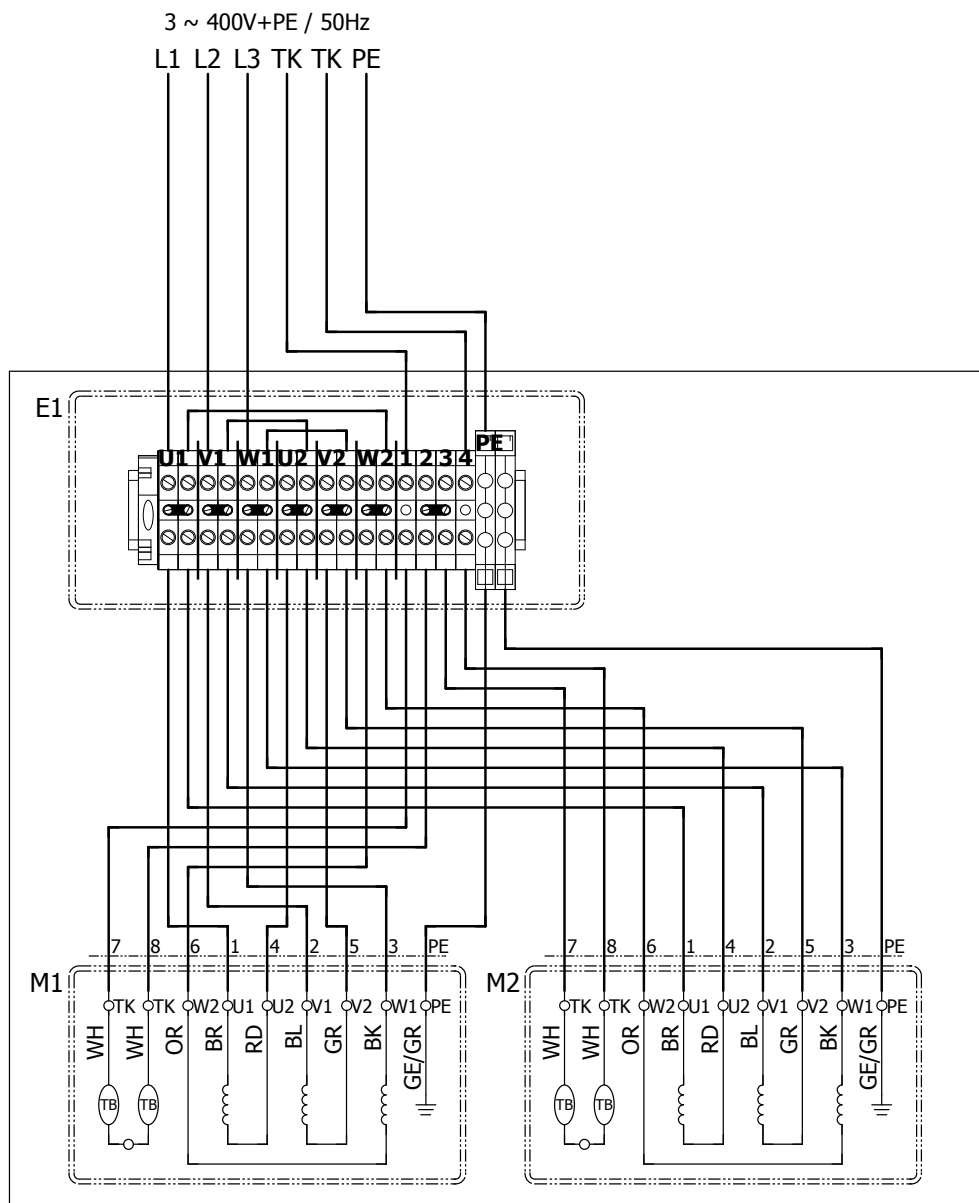 3 ~ 400V+PE / 50Hz
L1 L2 L3 TK TK PE
E1
U1 V1 W1 U2 V2 W2 1 2 3 4 PE
7 8 6 1 4 2 5 3 PE
7 8 6 1 4 2 5 3 PE
M1
TK TK W2 U1 U2 V1 V2 W1 PE
WH WH OR BR RD BL GR BK GE/GR
TB TB
M2
TK TK W2 U1 U2 V1 V2 W1 PE
WH WH OR BR RD BL GR BK GE/GR
TB TB